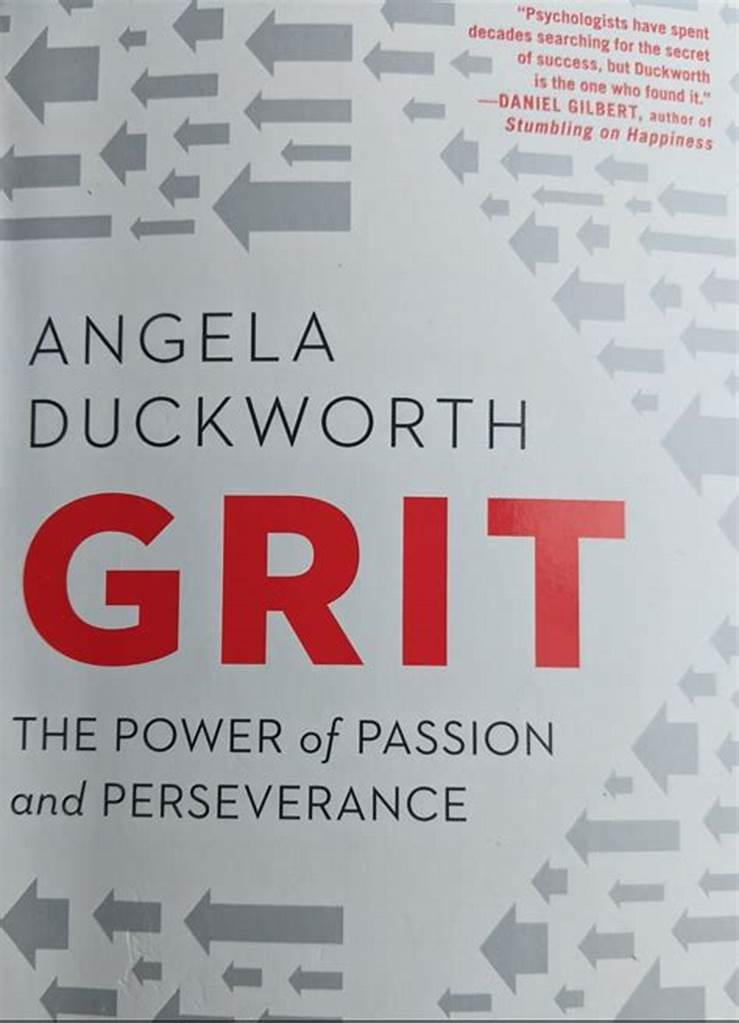 “Psychologists have spent
decades searching for the secret
of success, but Duckworth
is the one who found it.”
—DANIEL GILBERT, author of
Stumbling on Happiness
ANGELA
DUCKWORTH
GRIT
THE POWER of PASSION
and PERSEVERANCE